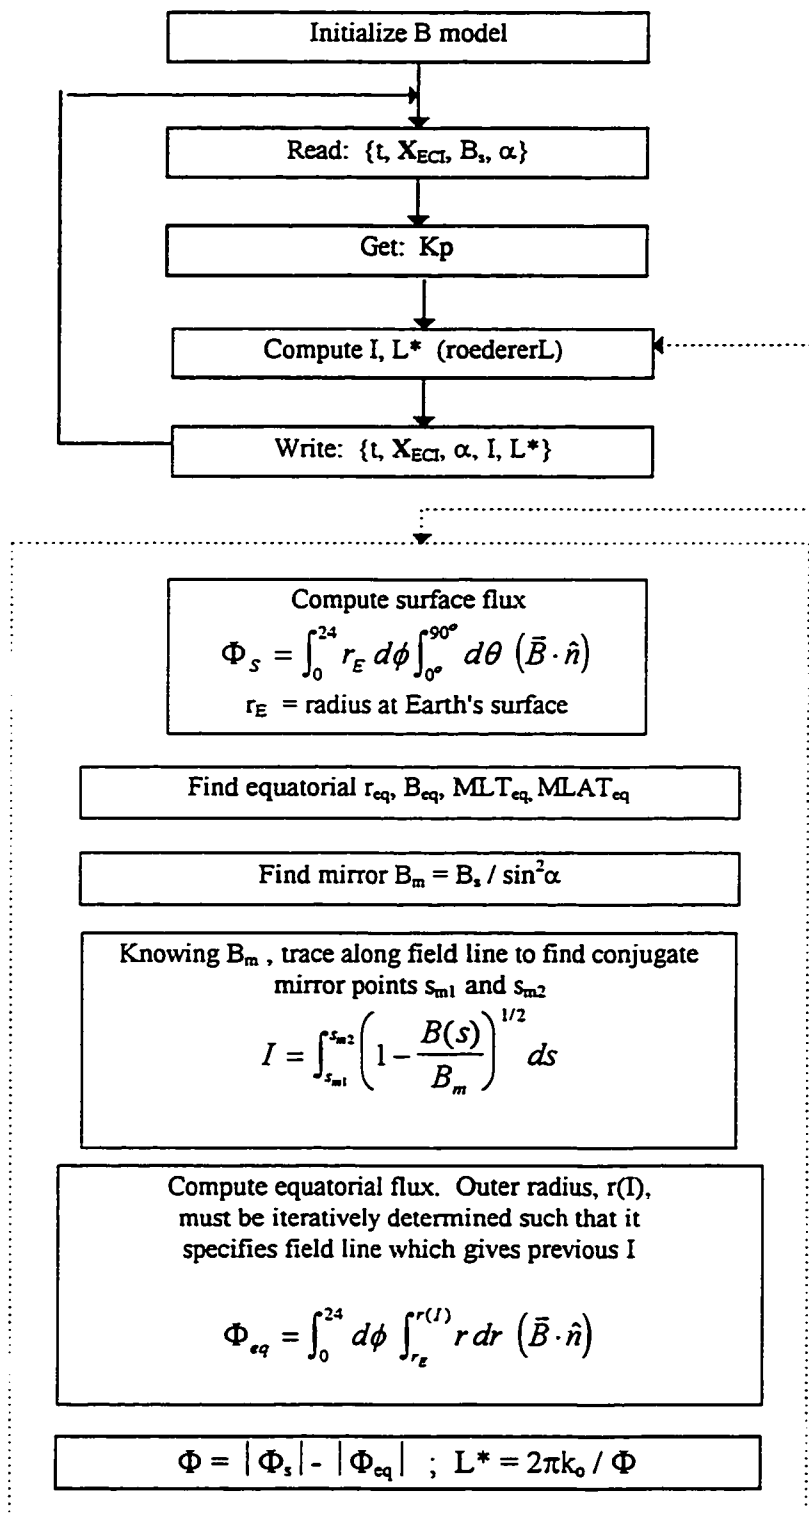 Initialize B model
Read: {t, X_ECI, B_s, α}
Get: Kp
Compute I, L* (roedererL)
Write: {t, X_ECI, α, I, L*}
Compute surface flux
Φ_S = ∫_0^24 r_E dϕ ∫_0°^90° dθ (B⃗ · n̂)
r_E = radius at Earth's surface
Find equatorial r_eq, B_eq, MLT_eq, MLAT_eq
Find mirror B_m = B_s / sin²α
Knowing B_m , trace along field line to find conjugate
mirror points s_m1 and s_m2
I = ∫_s_m1^s_m2 (1 − B(s)/B_m)^1/2 ds
Compute equatorial flux. Outer radius, r(I),
must be iteratively determined such that it
specifies field line which gives previous I
Φ_eq = ∫_0^24 dϕ ∫_r_E^r(I) r dr (B⃗ · n̂)
Φ = |Φ_s| - |Φ_eq| ; L* = 2πk_o / Φ